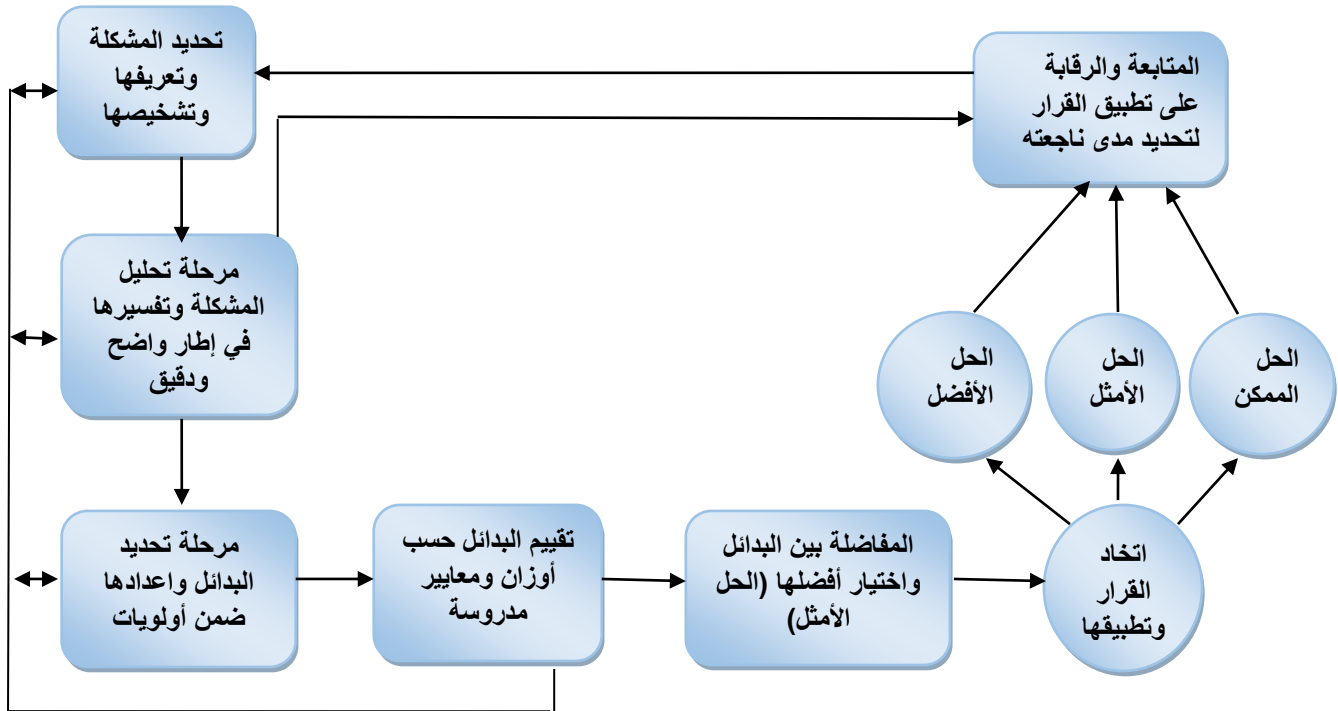 تحديد المشكلة
وتعريفها
وتشخيصها
مرحلة تحليل
المشكلة وتفسيرها
في إطار واضح
ودقيق
مرحلة تحديد
البدائل واعدادها
ضمن أولويات
تقييم البدائل حسب
أوزان ومعايير
مدروسة
المفاضلة بين البدائل
واختيار أفضلها (الحل
الأمثل)
اتخاد
القرار
وتطبيقها
الحل
الأفضل
الحل
الأمثل
الحل
الممكن
المتابعة والرقابة
على تطبيق القرار
لتحديد مدى ناجعته